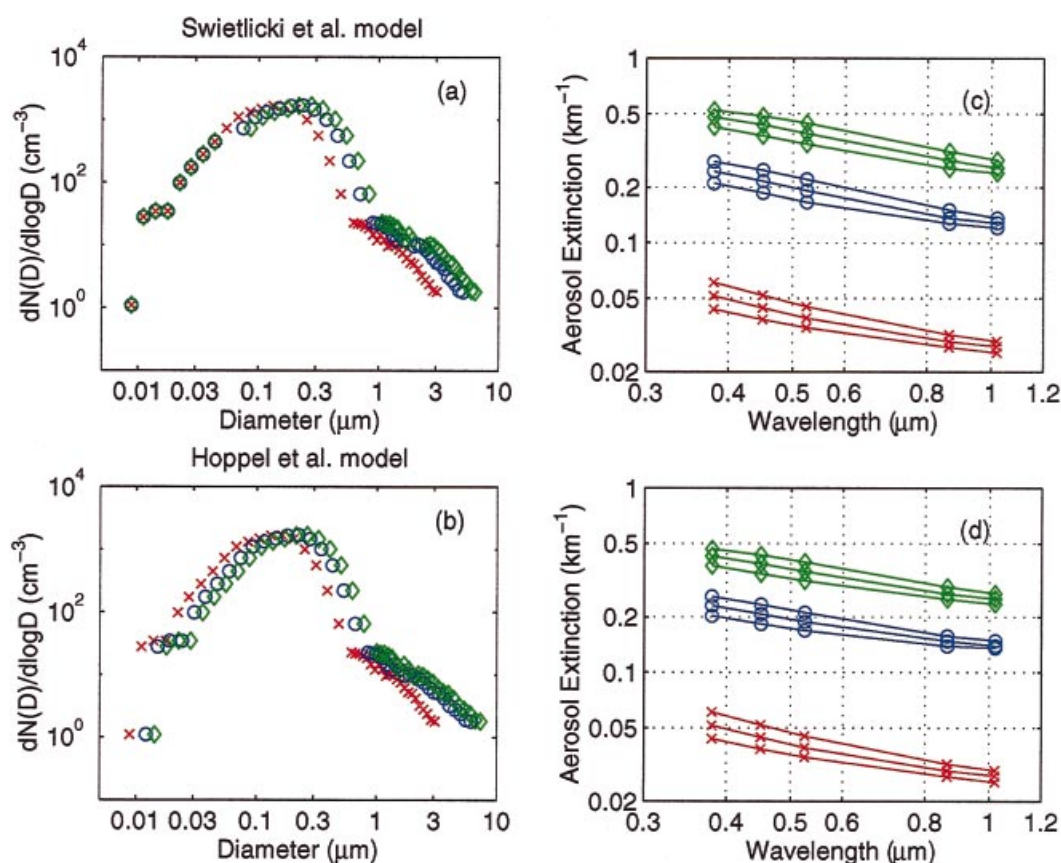 Swietlicki et al. model
10^4
10^2
10^0
dN(D)/dlogD (cm^-3)
(a)
0.01 0.03 0.1 0.3 1 3 10
Diameter (μm)
1
0.5
0.2
0.1
0.05
0.02
Aerosol Extinction (km^-1)
(c)
0.3 0.4 0.5 0.6 0.8 1 1.2
Wavelength (μm)
Hoppel et al. model
10^4
10^2
10^0
dN(D)/dlogD (cm^-3)
(b)
0.01 0.03 0.1 0.3 1 3 10
Diameter (μm)
1
0.5
0.2
0.1
0.05
0.02
Aerosol Extinction (km^-1)
(d)
0.3 0.4 0.5 0.6 0.8 1 1.2
Wavelength (μm)